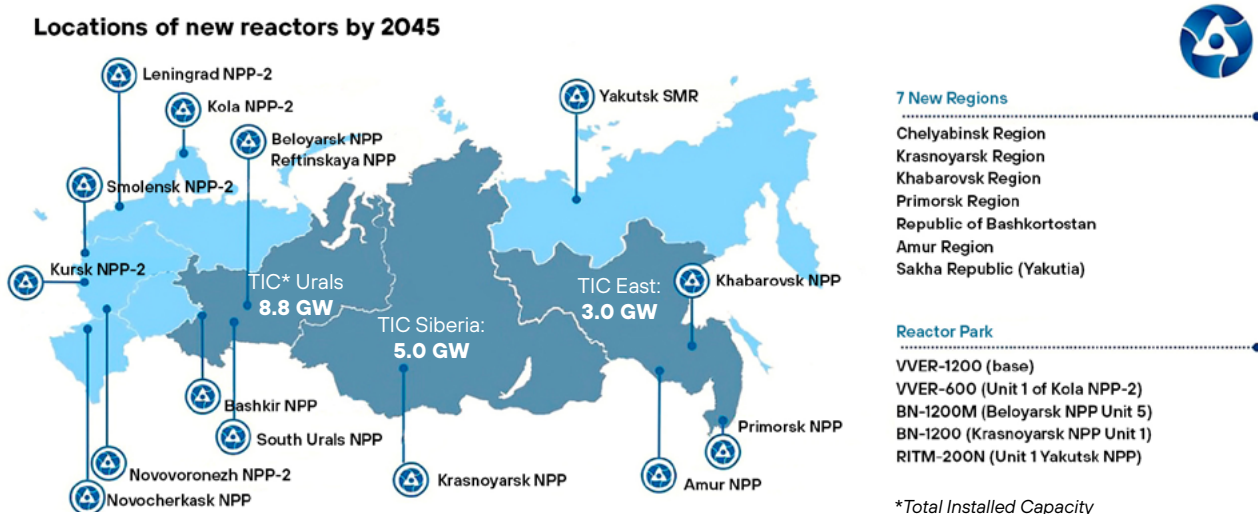 Locations of new reactors by 2045
Leningrad NPP-2
Kola NPP-2
Beloyarsk NPP
Reftinskaya NPP
Smolensk NPP-2
Kursk NPP-2
Yakutsk SMR
TIC* Urals
8.8 GW
TIC Siberia:
5.0 GW
TIC East:
3.0 GW
Khabarovsk NPP
Bashkir NPP
South Urals NPP
Novovoronezh NPP-2
Novocherkask NPP
Krasnoyarsk NPP
Primorsk NPP
Amur NPP
7 New Regions
Chelyabinsk Region
Krasnoyarsk Region
Khabarovsk Region
Primorsk Region
Republic of Bashkortostan
Amur Region
Sakha Republic (Yakutia)
Reactor Park
VVER-1200 (base)
VVER-600 (Unit 1 of Kola NPP-2)
BN-1200M (Beloyarsk NPP Unit 5)
BN-1200 (Krasnoyarsk NPP Unit 1)
RITM-200N (Unit 1 Yakutsk NPP)
*Total Installed Capacity